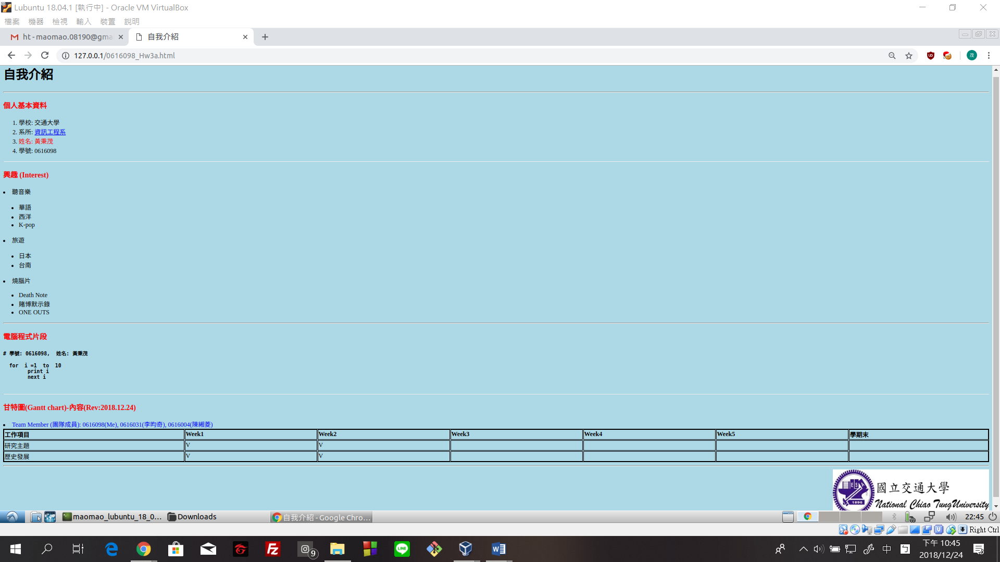 Lubuntu 18.04.1 [執行中] - Oracle VM VirtualBox
檔案 機器 檢視 輸入 裝置 說明
ht - maomao.08190@gma 自我介紹
127.0.0.1/0616098_Hw3a.html 茂
自我介紹
個人基本資料
1. 學校: 交通大學
2. 系所: 資訊工程系
3. 姓名: 黃秉茂
4. 學號: 0616098
興趣 (Interest)
聽音樂
華語
西洋
K-pop
旅遊
日本
台南
燒腦片
Death Note
賭博默示錄
ONE OUTS
電腦程式片段
# 學號: 0616098, 姓名: 黃秉茂
for i =1 to 10
print i
next i
甘特圖(Gantt chart)-內容(Rev:2018.12.24)
Team Member (團隊成員): 0616098(Me), 0616031(李昀奇), 0616004(陳緗菱)
工作項目 Week1 Week2 Week3 Week4 Week5 學期末
研究主題 V V
歷史發展 V V
國立交通大學
National Chiao Tung University
1896
maomao_lubuntu_18_0... Downloads 自我介紹 - Google Chro... 22:45
Right Ctrl
9 中 ㄅ 下午 10:45
2018/12/24